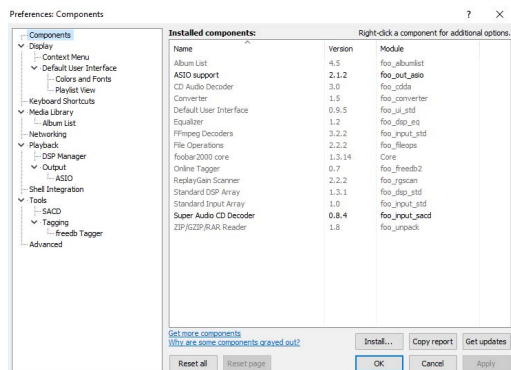 Preferences: Components
? ×
Components
Display
Context Menu
Default User Interface
Colors and Fonts
Playlist View
Keyboard Shortcuts
Media Library
Album List
Networking
Playback
DSP Manager
Output
ASIO
Shell Integration
Tools
SACD
Tagging
freedb Tagger
Advanced
Installed components: Right-click a component for additional options.
Name Version Module
Album List 4.5 foo_albumlist
ASIO support 2.1.2 foo_out_asio
CD Audio Decoder 3.0 foo_cdda
Converter 1.5 foo_converter
Default User Interface 0.9.5 foo_ui_std
Equalizer 1.2 foo_dsp_eq
FFmpeg Decoders 3.2.2 foo_input_std
File Operations 2.2.2 foo_fileops
foobar2000 core 1.3.14 Core
Online Tagger 0.7 foo_freedb2
ReplayGain Scanner 2.2.2 foo_rgscan
Standard DSP Array 1.3.1 foo_dsp_std
Standard Input Array 1.0 foo_input_std
Super Audio CD Decoder 0.8.4 foo_input_sacd
ZIP/GZIP/RAR Reader 1.8 foo_unpack
Get more components
Why are some components grayed out?
Install... Copy report Get updates
Reset all Reset page OK Cancel Apply